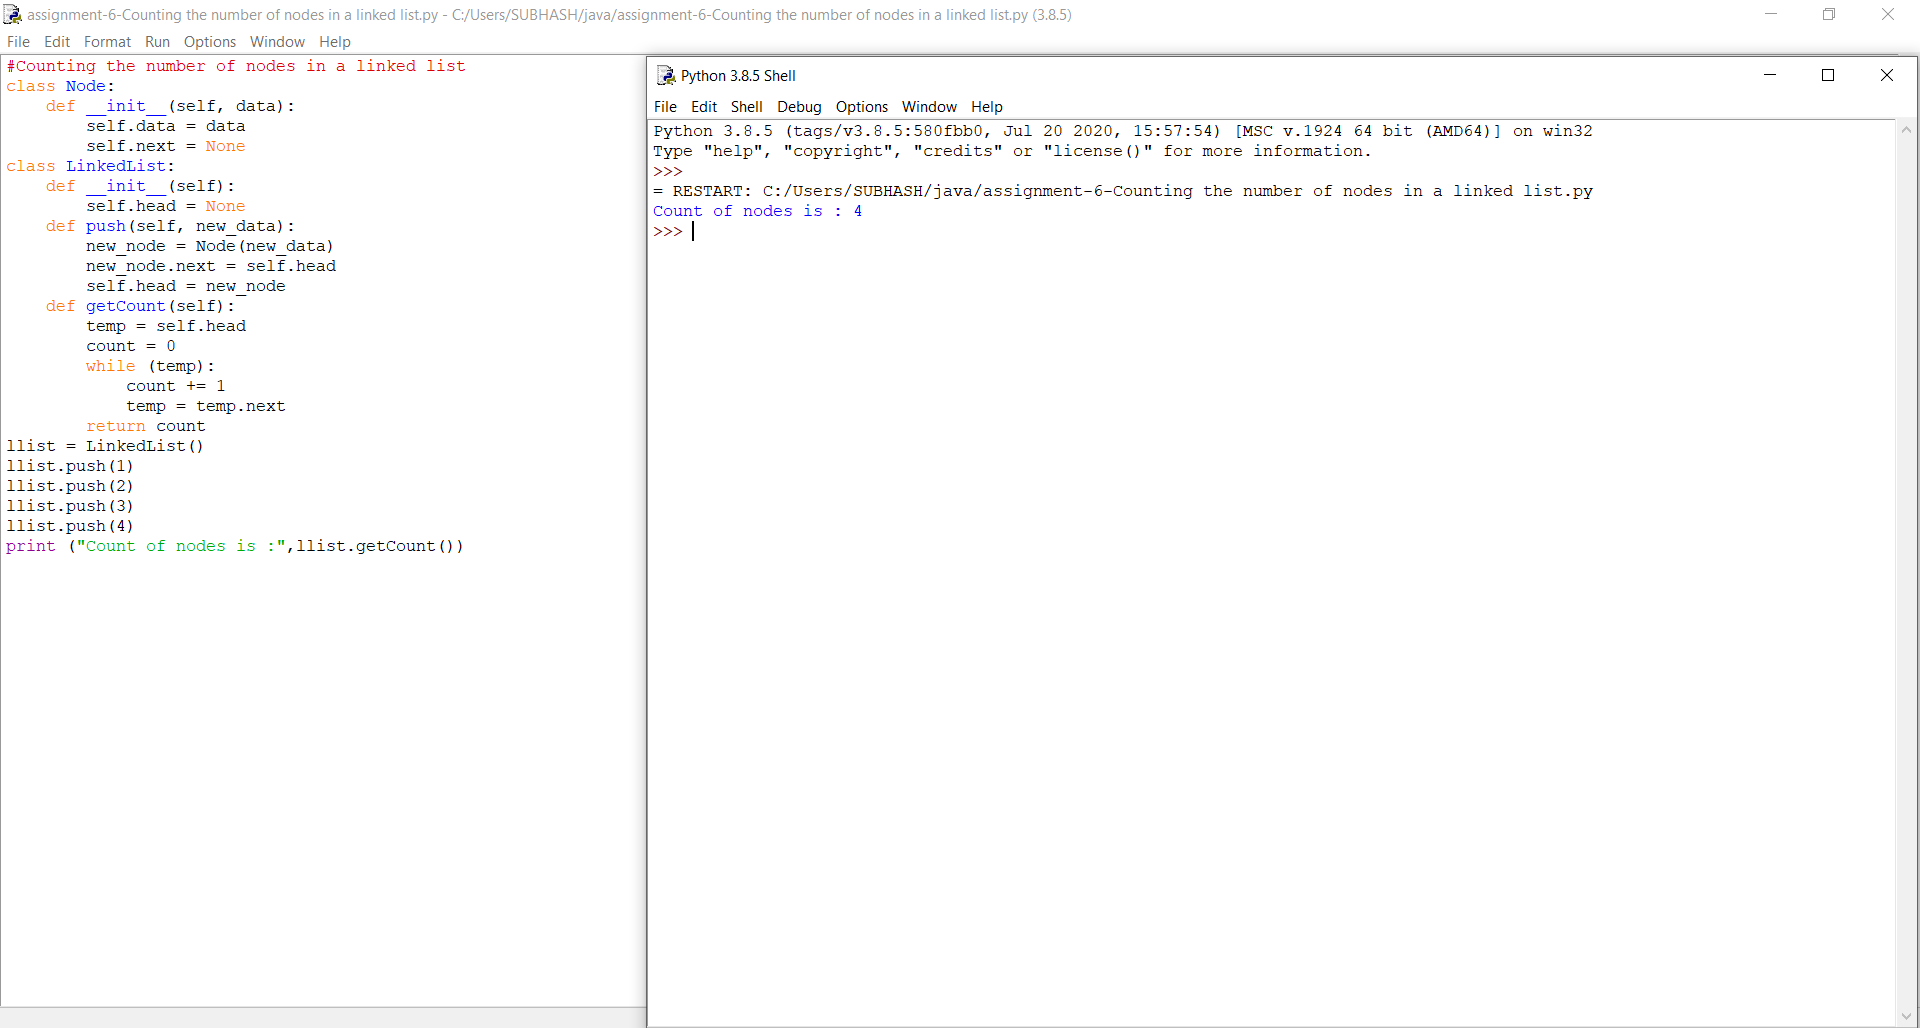 assignment-6-Counting the number of nodes in a linked list.py - C:/Users/SUBHASH/java/assignment-6-Counting the number of nodes in a linked list.py (3.8.5)
File Edit Format Run Options Window Help
#Counting the number of nodes in a linked list
class Node:
    def __init__(self, data):
        self.data = data
        self.next = None
class LinkedList:
    def __init__(self):
        self.head = None
    def push(self, new_data):
        new_node = Node(new_data)
        new_node.next = self.head
        self.head = new_node
    def getCount(self):
        temp = self.head
        count = 0
        while (temp):
            count += 1
            temp = temp.next
        return count
llist = LinkedList()
llist.push(1)
llist.push(2)
llist.push(3)
llist.push(4)
print ("Count of nodes is :",llist.getCount())
Python 3.8.5 Shell
File Edit Shell Debug Options Window Help
Python 3.8.5 (tags/v3.8.5:580fbb0, Jul 20 2020, 15:57:54) [MSC v.1924 64 bit (AMD64)] on win32
Type "help", "copyright", "credits" or "license()" for more information.
>>>
= RESTART: C:/Users/SUBHASH/java/assignment-6-Counting the number of nodes in a linked list.py
Count of nodes is : 4
>>>